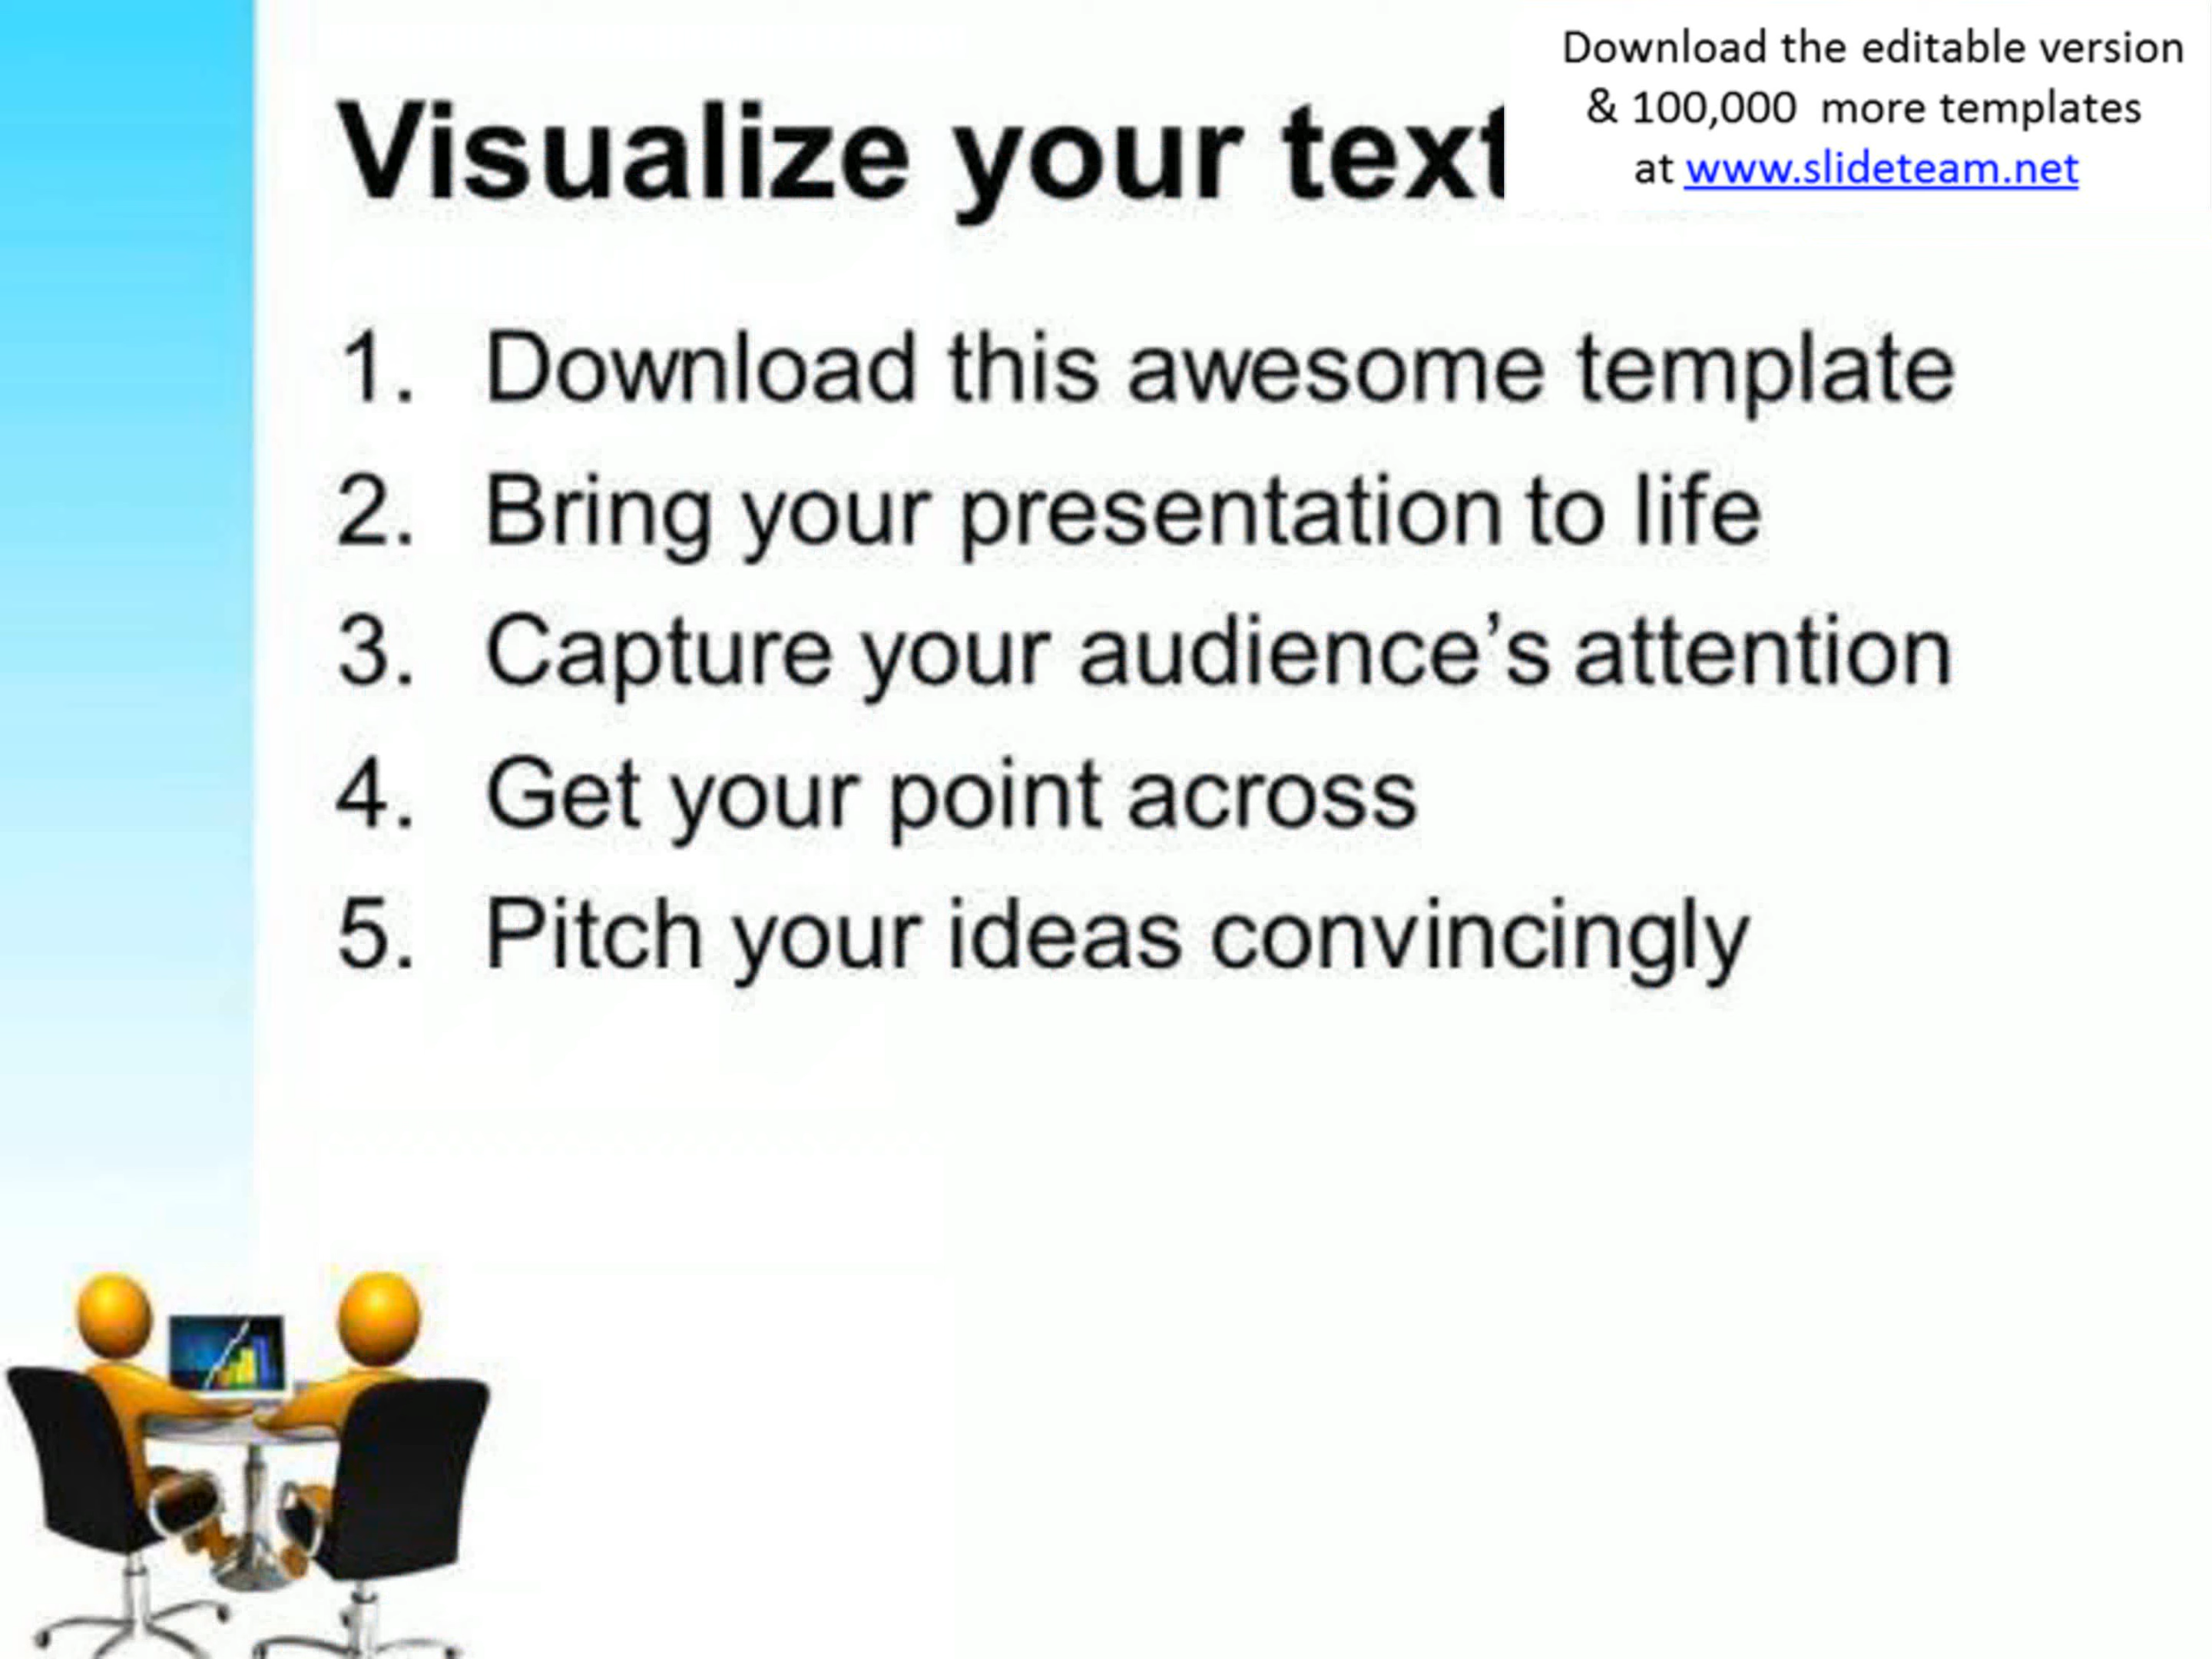 Download the editable version
& 100,000 more templates
at www.slideteam.net
Visualize your text
1. Download this awesome template
2. Bring your presentation to life
3. Capture your audience’s attention
4. Get your point across
5. Pitch your ideas convincingly